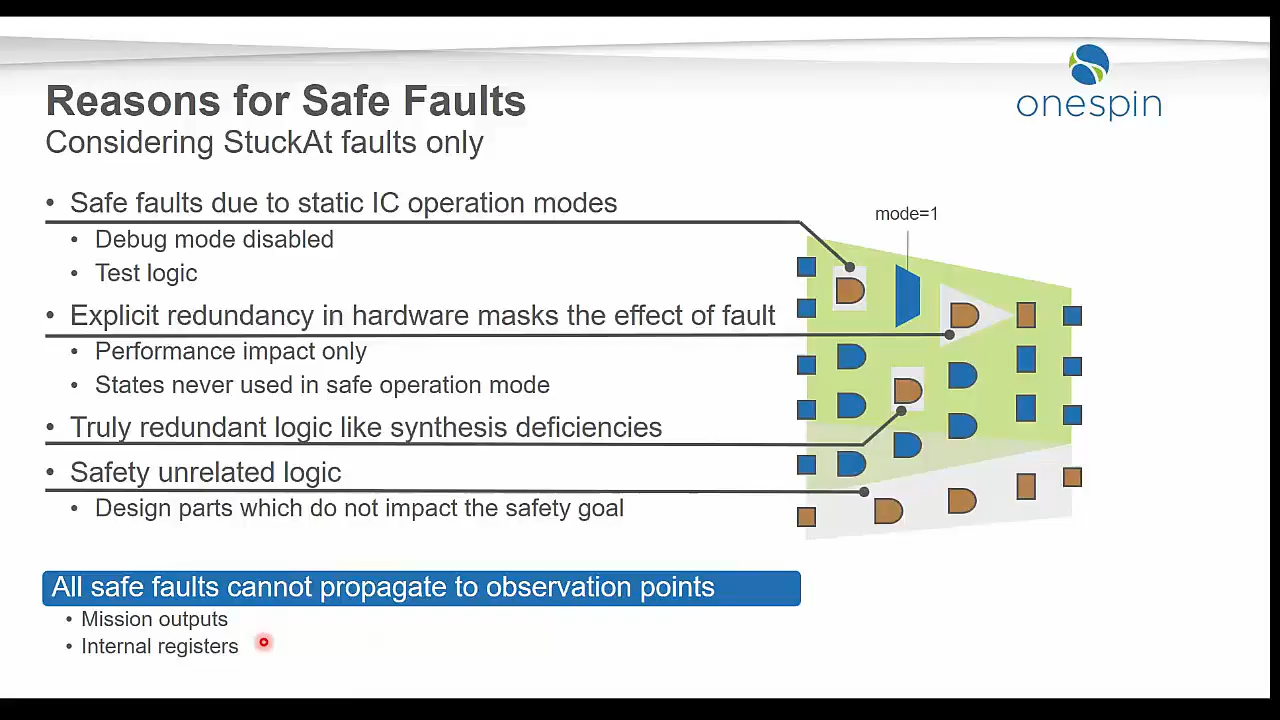 Reasons for Safe Faults
Considering StuckAt faults only
onespin
• Safe faults due to static IC operation modes
• Debug mode disabled
• Test logic
• Explicit redundancy in hardware masks the effect of fault
• Performance impact only
• States never used in safe operation mode
• Truly redundant logic like synthesis deficiencies
• Safety unrelated logic
• Design parts which do not impact the safety goal
mode=1
All safe faults cannot propagate to observation points
• Mission outputs
• Internal registers